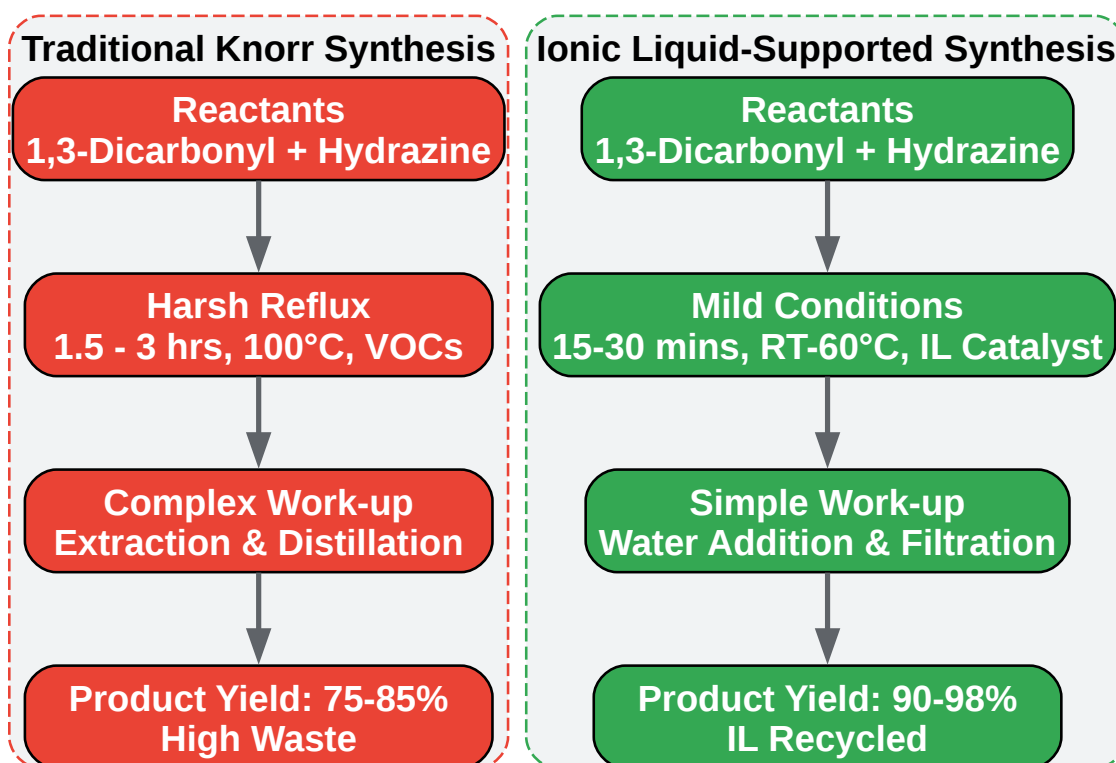 Traditional Knorr Synthesis
Reactants
1,3-Dicarbonyl + Hydrazine
Harsh Reflux
1.5 - 3 hrs, 100°C, VOCs
Complex Work-up
Extraction & Distillation
Product Yield: 75-85%
High Waste
Ionic Liquid-Supported Synthesis
Reactants
1,3-Dicarbonyl + Hydrazine
Mild Conditions
15-30 mins, RT-60°C, IL Catalyst
Simple Work-up
Water Addition & Filtration
Product Yield: 90-98%
IL Recycled